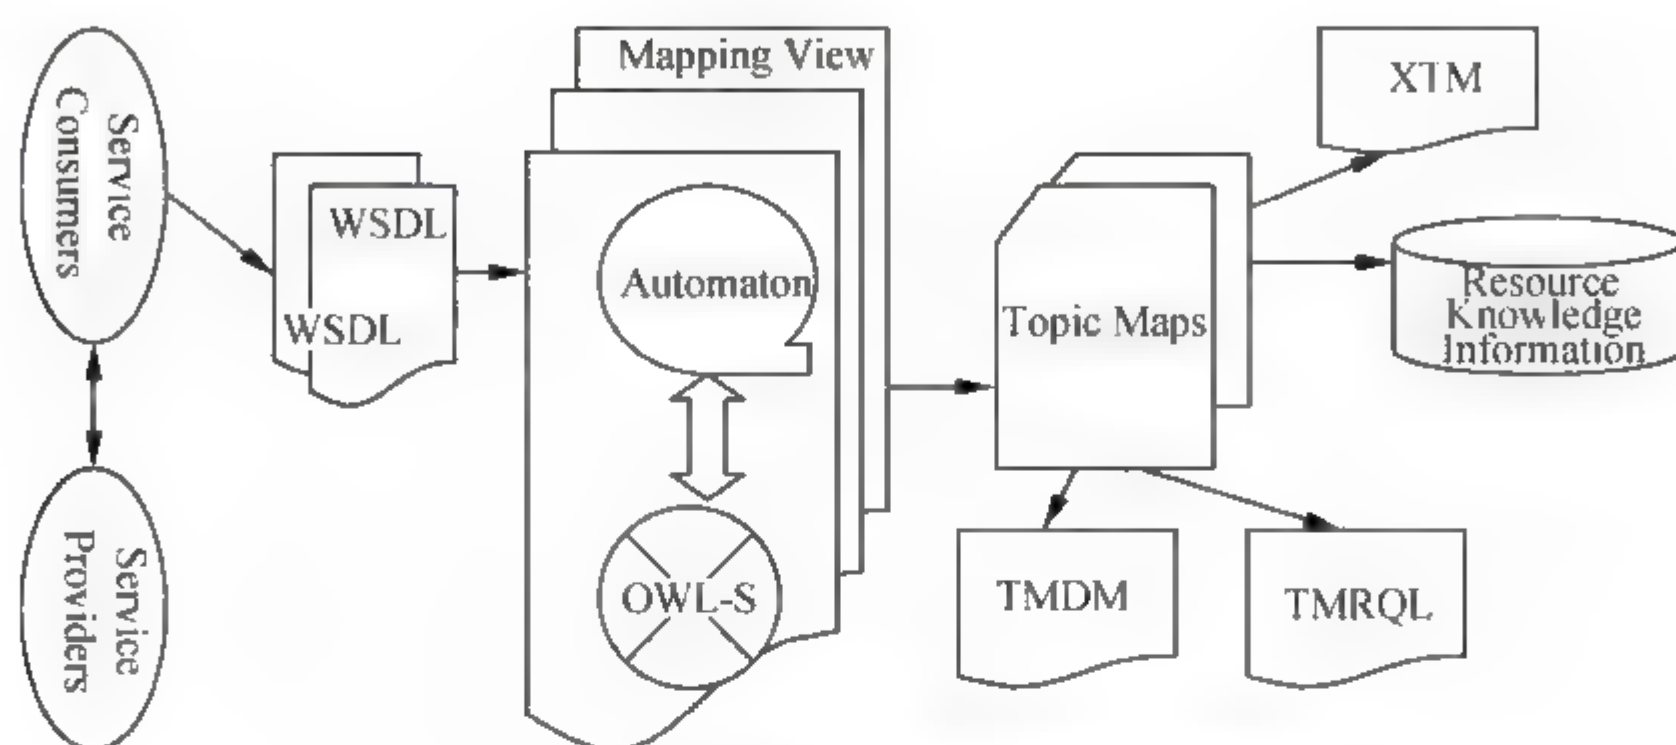 Service
Consumers
Service
Providers
WSDL
WSDL
Mapping View
Automaton
OWL-S
Topic Maps
XTM
Resource
Knowledge
Information
TMDM
TMRQL